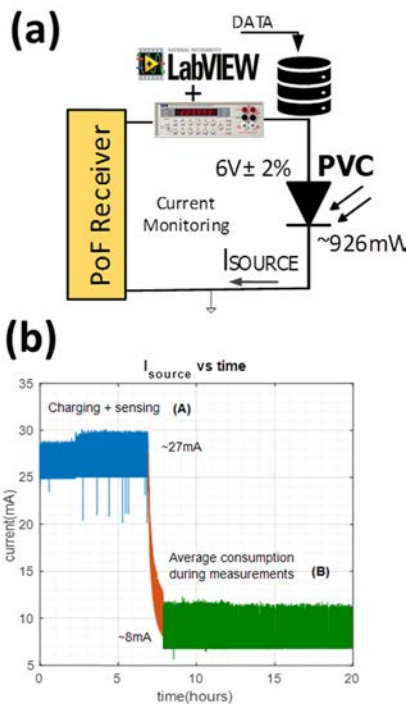 (a)
DATA
NATIONAL INSTRUMENTS
LabVIEW
+
PoF Receiver
6V± 2%
PVC
Current
Monitoring
~926mW
ISOURCE
(b)
Isource vs time
Charging + sensing (A)
~27mA
Average consumption
during measurements (B)
~8mA
current(mA)
35
30
25
20
15
10
5
0
5
10
15
20
time(hours)